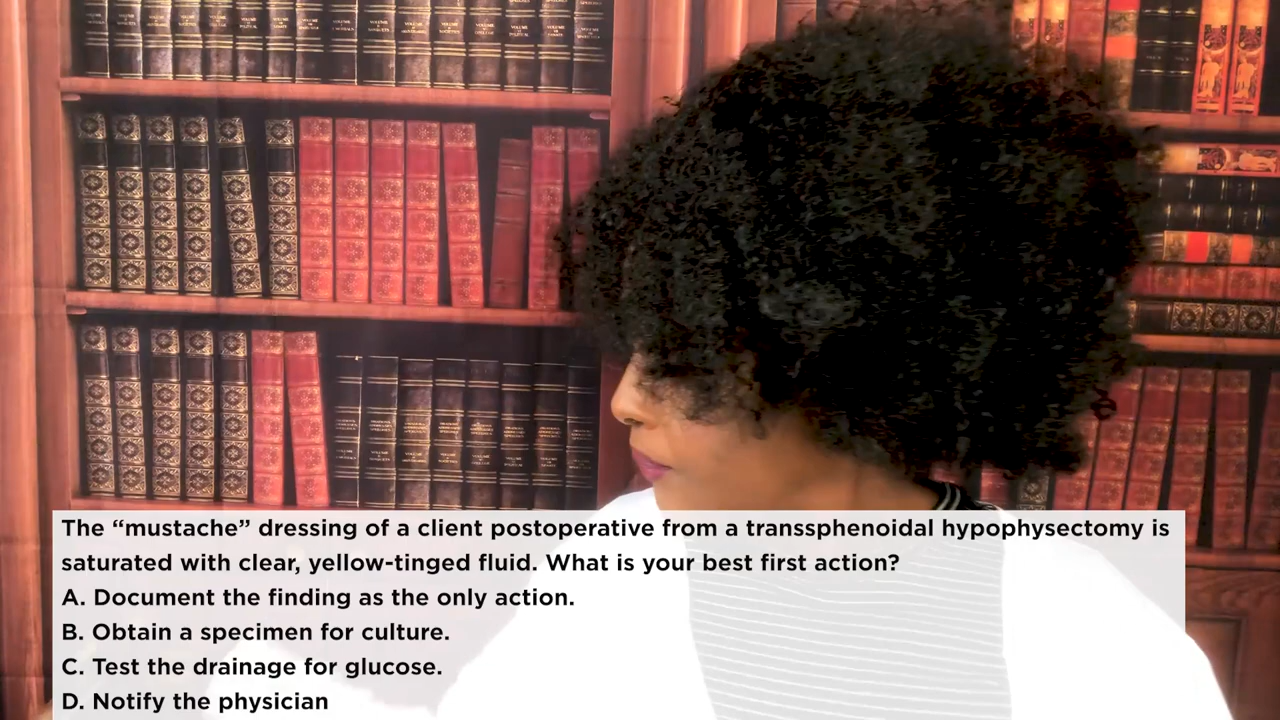 The “mustache” dressing of a client postoperative from a transsphenoidal hypophysectomy is
saturated with clear, yellow-tinged fluid. What is your best first action?
A. Document the finding as the only action.
B. Obtain a specimen for culture.
C. Test the drainage for glucose.
D. Notify the physician